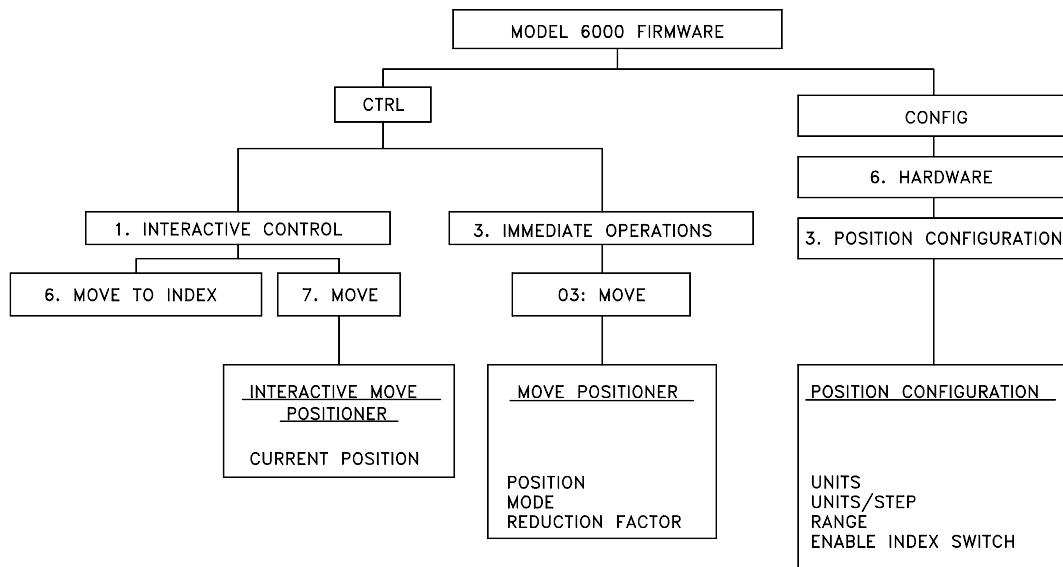 MODEL 6000 FIRMWARE
CTRL
CONFIG
6. HARDWARE
1. INTERACTIVE CONTROL
3. IMMEDIATE OPERATIONS
3. POSITION CONFIGURATION
6. MOVE TO INDEX
7. MOVE
03: MOVE
INTERACTIVE MOVE
POSITIONER
CURRENT POSITION
MOVE POSITIONER
POSITION
MODE
REDUCTION FACTOR
POSITION CONFIGURATION
UNITS
UNITS/STEP
RANGE
ENABLE INDEX SWITCH